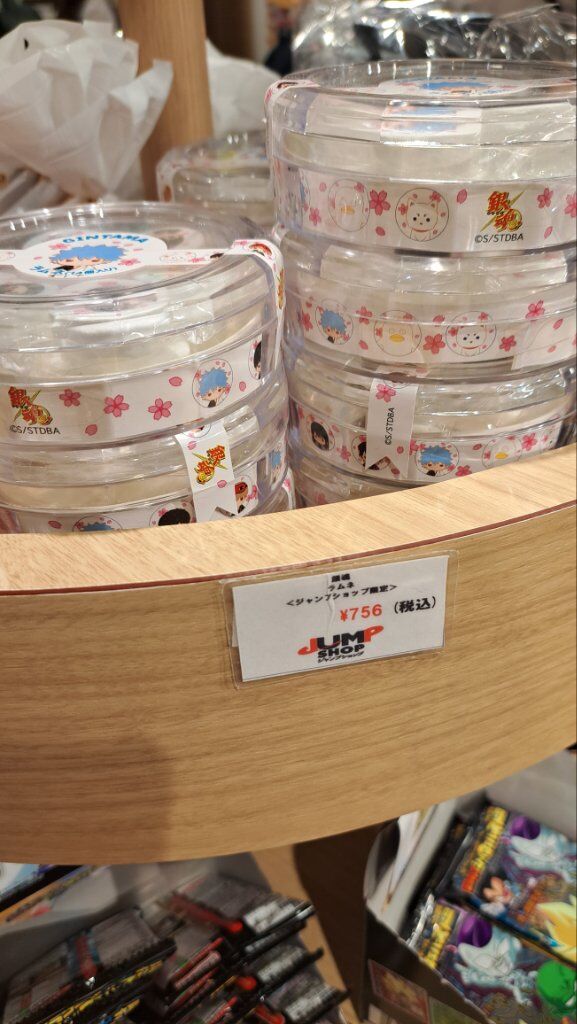 GINTAMA
銀魂
©S/STDBA
銀魂
©S/STDBA
銀魂
©S/STDBA
銀魂
ラムネ
<ジャンプショップ限定>
¥756 (税込)
JUMP
SHOP
ジャンプショップ